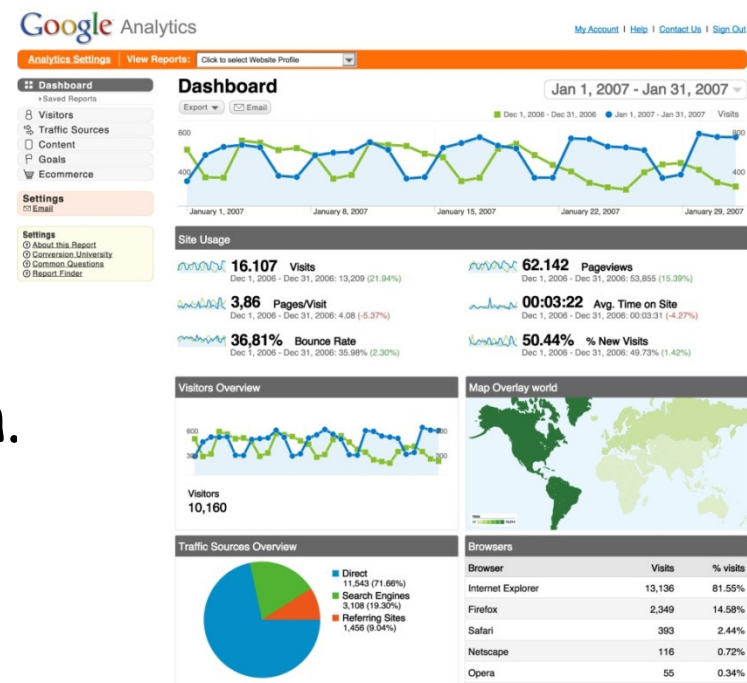 Google Analytics
My Account | Help | Contact Us | Sign Out
Analytics Settings
View Reports: Click to select Website Profile
Dashboard
Saved Reports
Visitors
Traffic Sources
Content
Goals
Ecommerce
Settings
Email
Settings
About this Report
Conversion University
Common Questions
Report Finder
Dashboard
Jan 1, 2007 - Jan 31, 2007
Export
Email
Dec 1, 2006 - Dec 31, 2006
Jan 1, 2007 - Jan 31, 2007
Visits
800
800
400
400
January 1, 2007
January 8, 2007
January 15, 2007
January 22, 2007
January 29, 2007
Site Usage
16.107 Visits
Dec 1, 2006 - Dec 31, 2006: 13,209 (21.94%)
62.142 Pageviews
Dec 1, 2006 - Dec 31, 2006: 53,855 (15.39%)
3,86 Pages/Visit
Dec 1, 2006 - Dec 31, 2006: 4.08 (-5.37%)
00:03:22 Avg. Time on Site
Dec 1, 2006 - Dec 31, 2006: 00:03:31 (-4.27%)
36,81% Bounce Rate
Dec 1, 2006 - Dec 31, 2006: 35.98% (2.30%)
50.44% % New Visits
Dec 1, 2006 - Dec 31, 2006: 49.73% (1.42%)
Visitors Overview
600
Visitors
10,160
Map Overlay world
Traffic Sources Overview
Direct
11,543 (71.66%)
Search Engines
3,108 (19.30%)
Referring Sites
1,456 (9.04%)
Browsers
Browser Visits % visits
Internet Explorer 13,136 81.55%
Firefox 2,349 14.58%
Safari 393 2.44%
Netscape 116 0.72%
Opera 55 0.34%